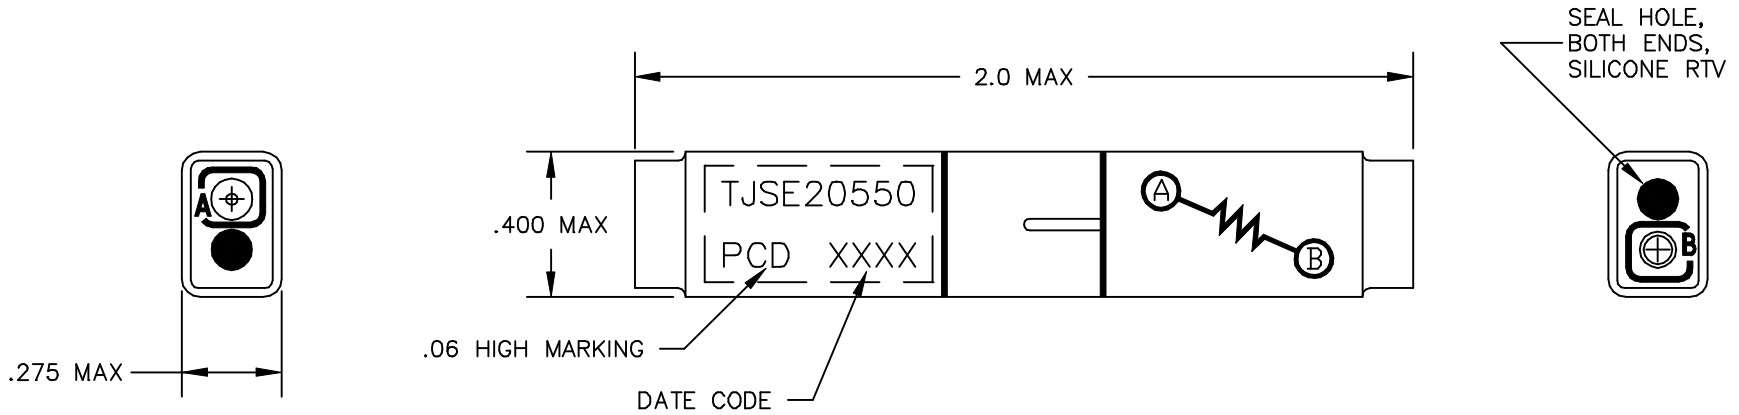 SEAL HOLE,
BOTH ENDS,
SILICONE RTV
2.0 MAX
A
TJSE20550
PCD XXXX
.400 MAX
A
B
B
.06 HIGH MARKING
DATE CODE
.275 MAX